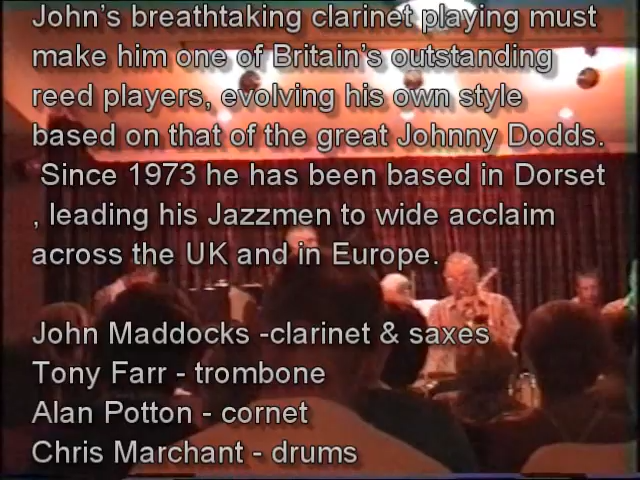 John's breathtaking clarinet playing must
make him one of Britain's outstanding
reed players, evolving his own style
based on that of the great Johnny Dodds.
Since 1973 he has been based in Dorset
, leading his Jazzmen to wide acclaim
across the UK and in Europe.
John Maddocks -clarinet & saxes
Tony Farr - trombone
Alan Potton - cornet
Chris Marchant - drums